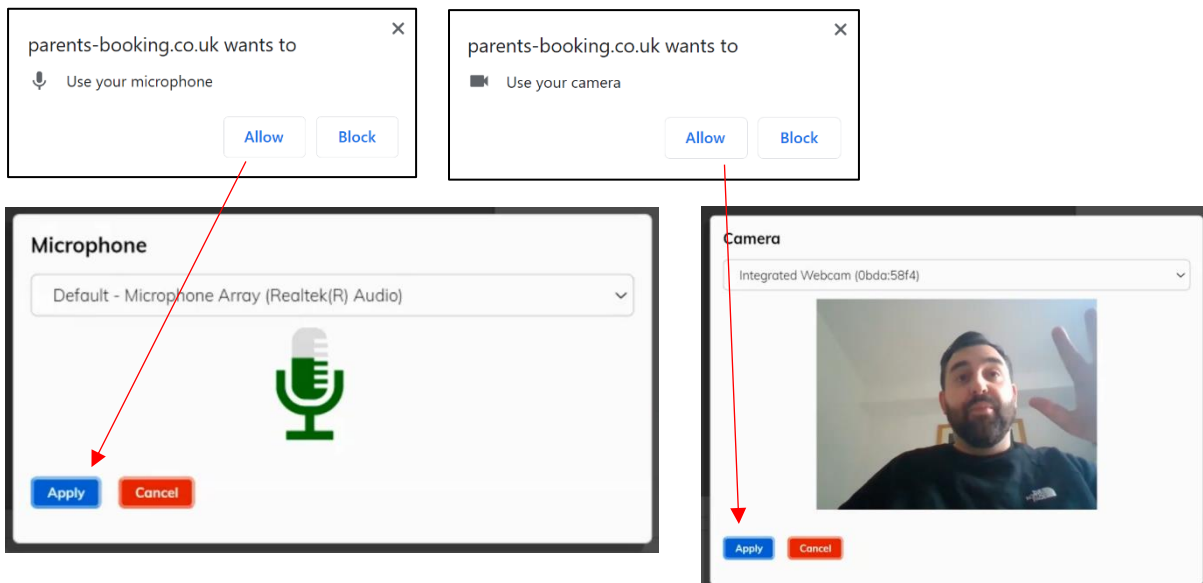 parents-booking.co.uk wants to
Use your microphone
Allow Block
parents-booking.co.uk wants to
Use your camera
Allow Block
Microphone
Default - Microphone Array (Realtek(R) Audio)
Apply Cancel
Camera
Integrated Webcam (0bda:58f4)
Apply Cancel